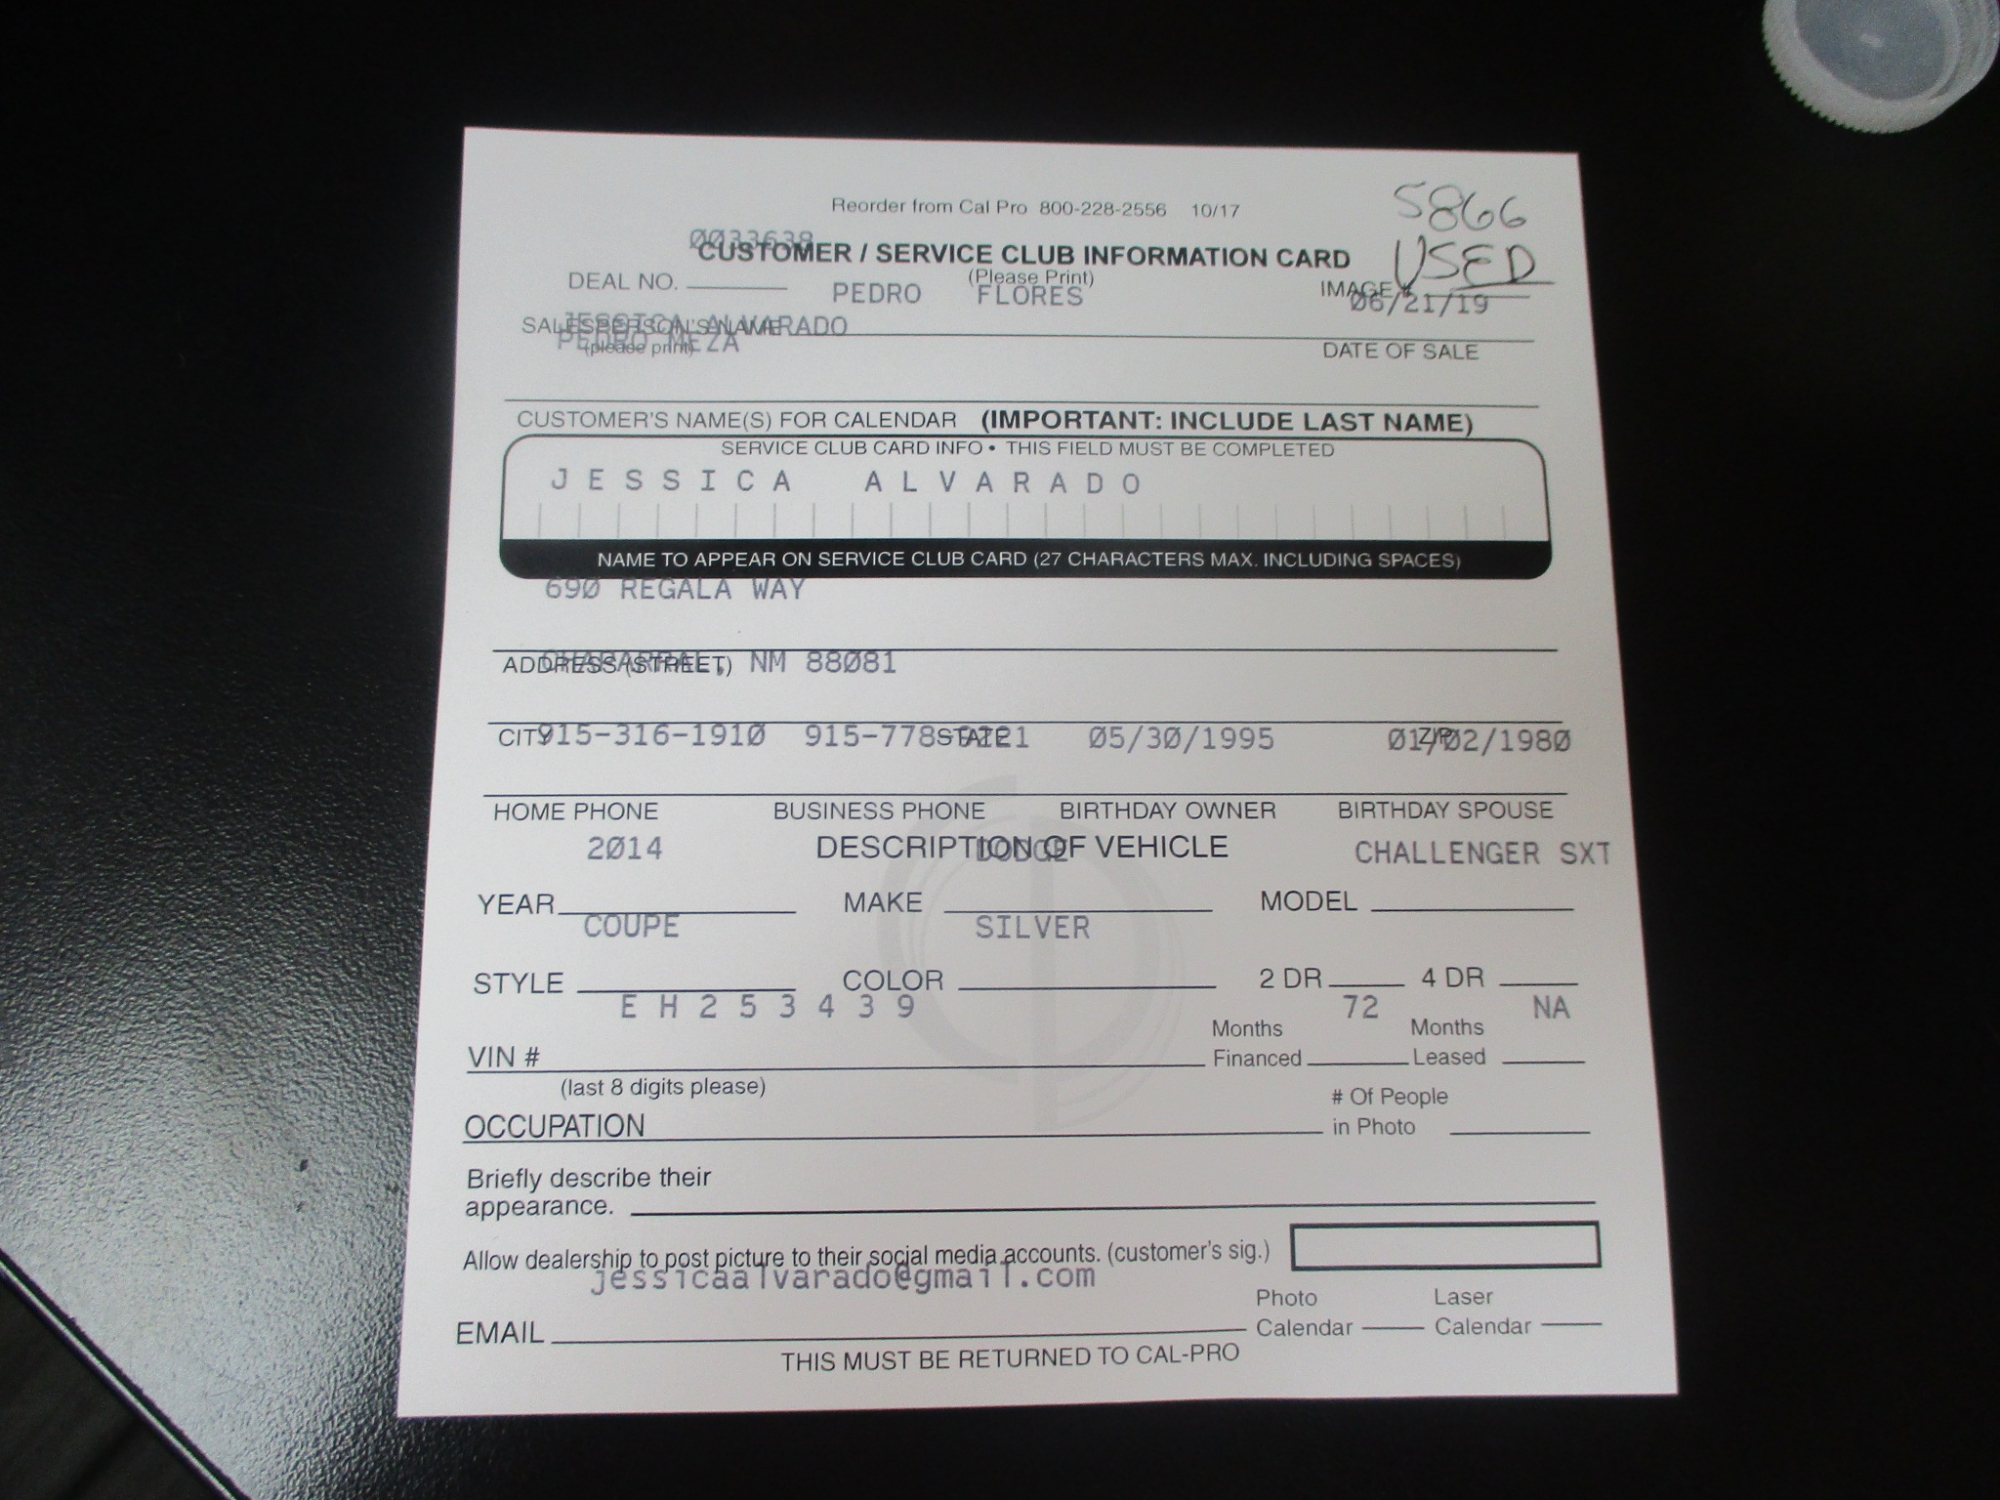 Reorder from Cal Pro 800-228-2556 10/17
5866
USED
0033638
CUSTOMER / SERVICE CLUB INFORMATION CARD
(Please Print)
DEAL NO.
PEDRO FLORES
IMAGE #
06/21/19
SALESPERSON'S NAME
JESSICA ALVARADO
(please print)
PEDRO MEZA
DATE OF SALE
CUSTOMER'S NAME(S) FOR CALENDAR (IMPORTANT: INCLUDE LAST NAME)
SERVICE CLUB CARD INFO • THIS FIELD MUST BE COMPLETED
JESSICA ALVARADO
NAME TO APPEAR ON SERVICE CLUB CARD (27 CHARACTERS MAX. INCLUDING SPACES)
690 REGALA WAY
ADDRESS (STREET)
CHAPARRAL, NM 88081
CITY STATE ZIP
915-316-1910 915-778- 05/30/1995 01/02/1980
HOME PHONE BUSINESS PHONE BIRTHDAY OWNER BIRTHDAY SPOUSE
DESCRIPTION OF VEHICLE
2014 DODGE CHALLENGER SXT
YEAR MAKE MODEL
COUPE SILVER
STYLE COLOR 2 DR 4 DR
EH253439 72 NA
VIN # Months Financed Months Leased
(last 8 digits please)
OCCUPATION # Of People in Photo
Briefly describe their
appearance.
Allow dealership to post picture to their social media accounts. (customer's sig.)
jessicaalvarado@gmail.com
EMAIL Photo Calendar Laser Calendar
THIS MUST BE RETURNED TO CAL-PRO